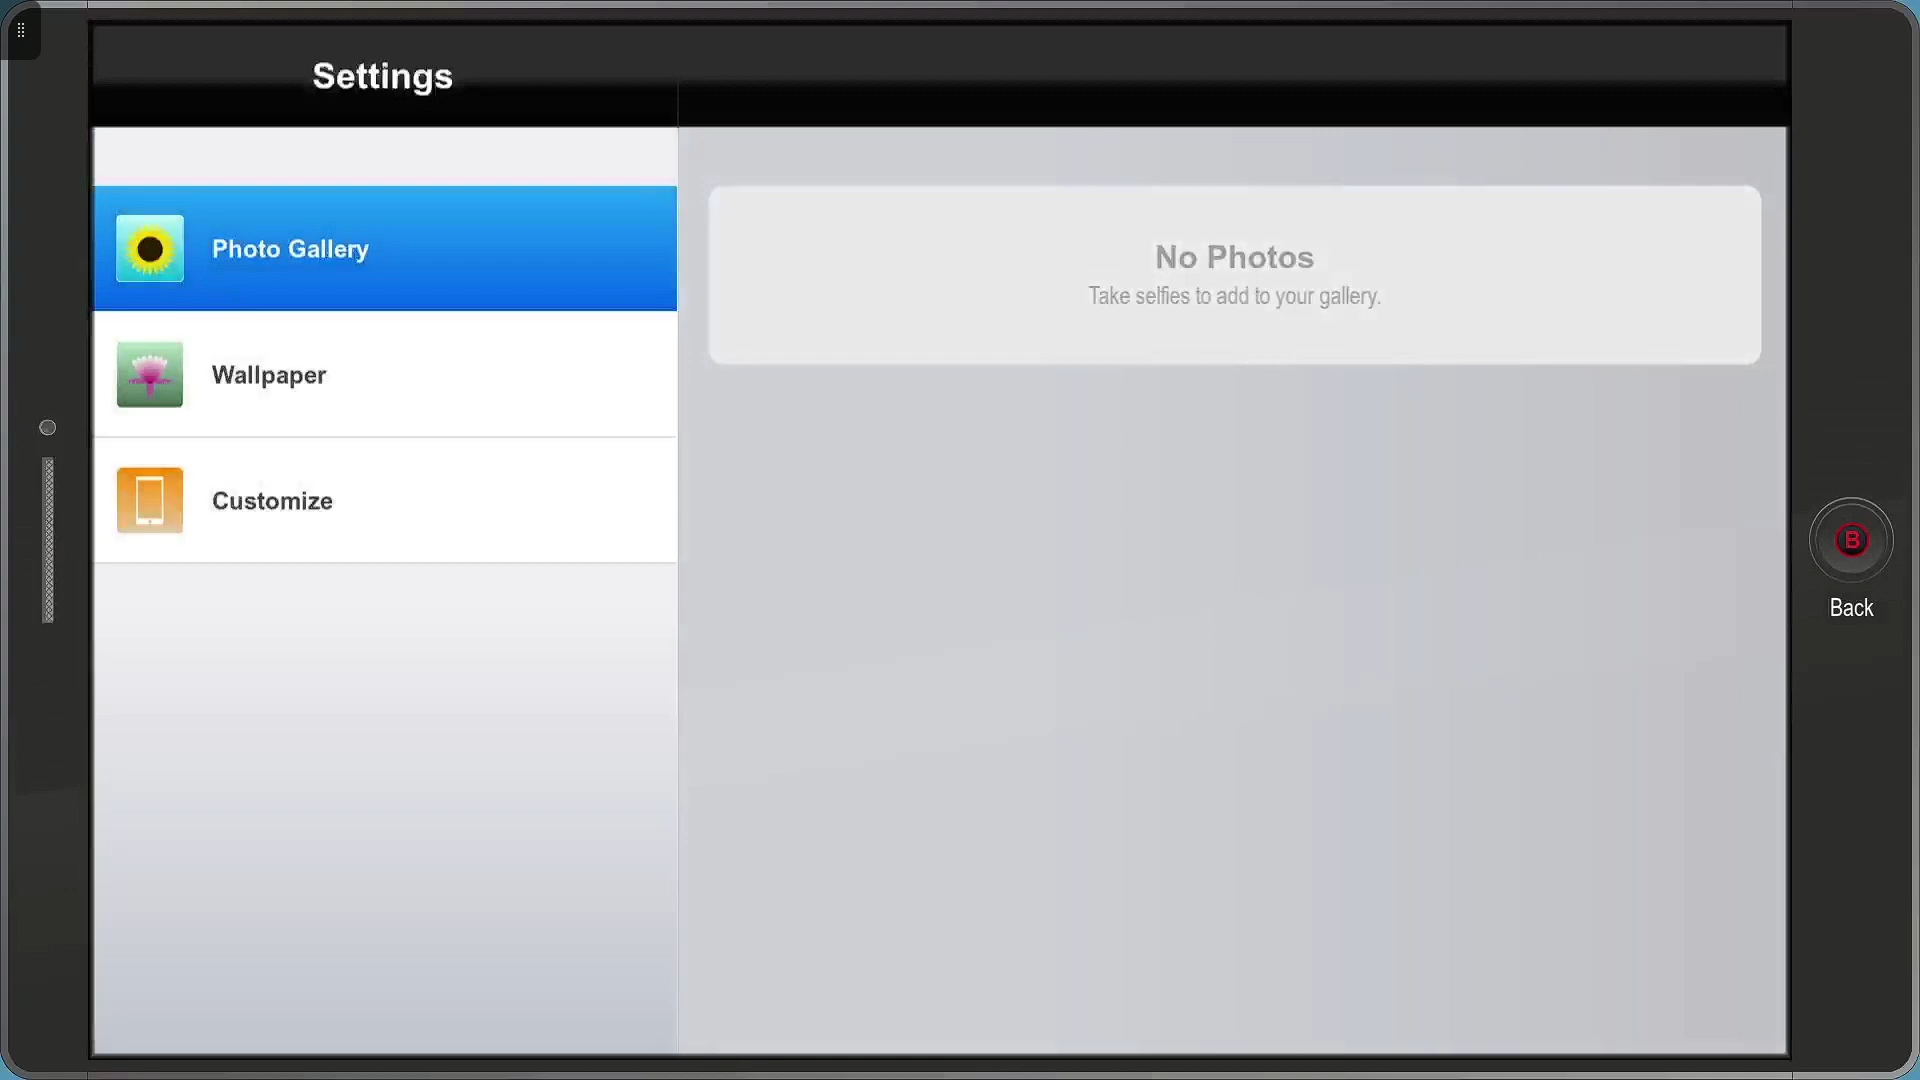 Settings
Photo Gallery
Wallpaper
Customize
No Photos
Take selfies to add to your gallery.
B
Back